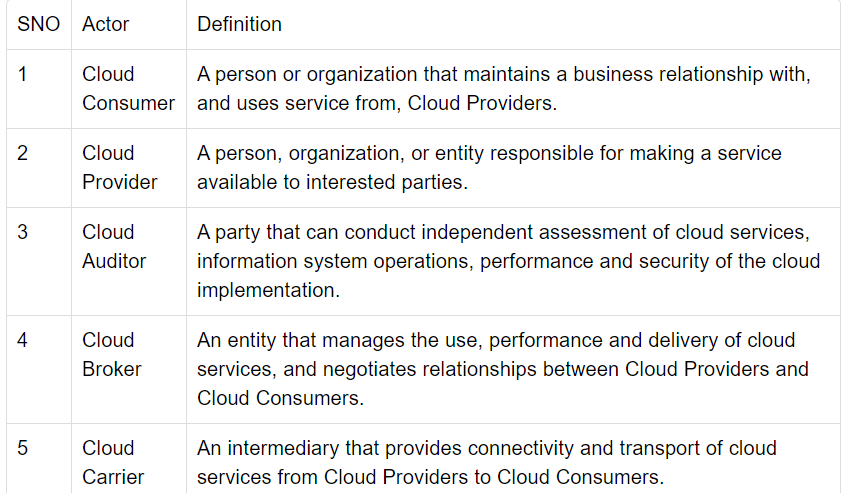 SNO Actor Definition
1 Cloud Consumer A person or organization that maintains a business relationship with,
and uses service from, Cloud Providers.
2 Cloud Provider A person, organization, or entity responsible for making a service
available to interested parties.
3 Cloud Auditor A party that can conduct independent assessment of cloud services,
information system operations, performance and security of the cloud
implementation.
4 Cloud Broker An entity that manages the use, performance and delivery of cloud
services, and negotiates relationships between Cloud Providers and
Cloud Consumers.
5 Cloud Carrier An intermediary that provides connectivity and transport of cloud
services from Cloud Providers to Cloud Consumers.